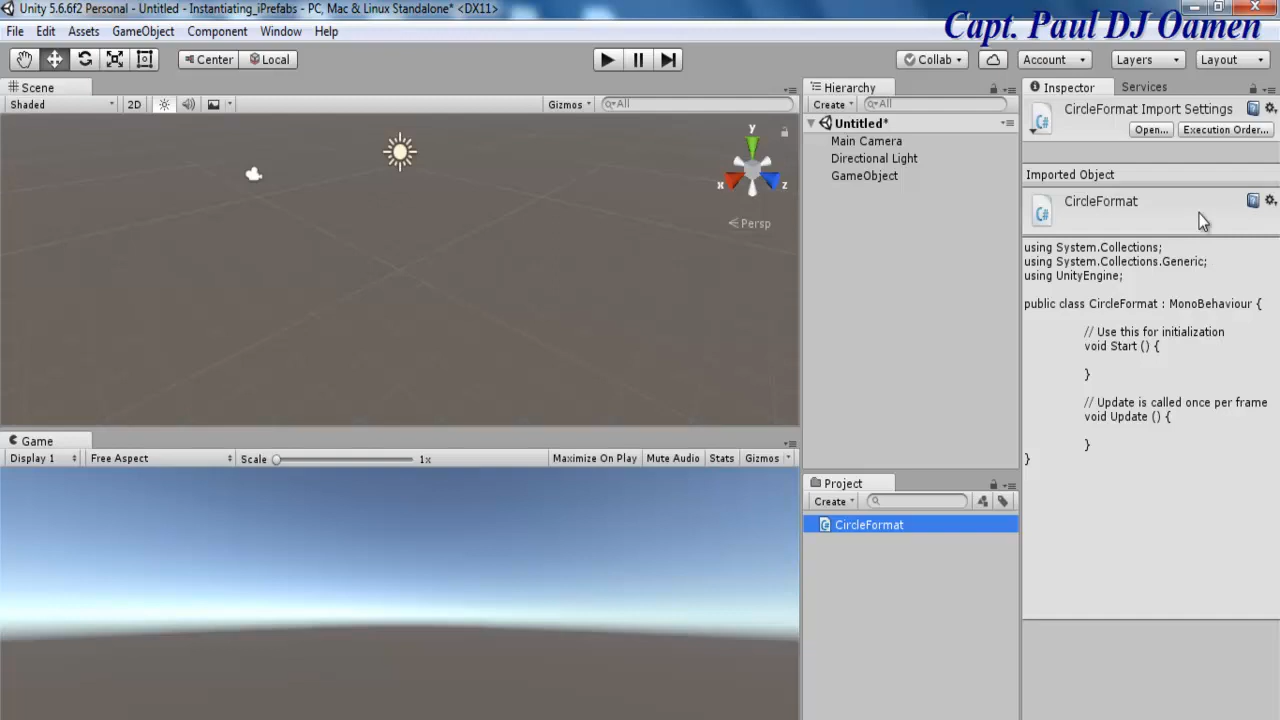 Unity 5.6.6f2 Personal - Untitled - Instantiating_iPrefabs - PC, Mac & Linux Standalone* <DX11>
Capt. Paul DJ Oamen
File Edit Assets GameObject Component Window Help
Center Local Collab Account Layers Layout
Scene
Shaded 2D Gizmos All
y
x z
Persp
Game
Display 1 Free Aspect Scale 1x Maximize On Play Mute Audio Stats Gizmos
Hierarchy
Create All
Untitled*
Main Camera
Directional Light
GameObject
Project
Create
C# CircleFormat
Inspector Services
CircleFormat Import Settings
C#
Open... Execution Order...
Imported Object
CircleFormat
C#
using System.Collections;
using System.Collections.Generic;
using UnityEngine;
public class CircleFormat : MonoBehaviour {
// Use this for initialization
void Start () {
}
// Update is called once per frame
void Update () {
}
}